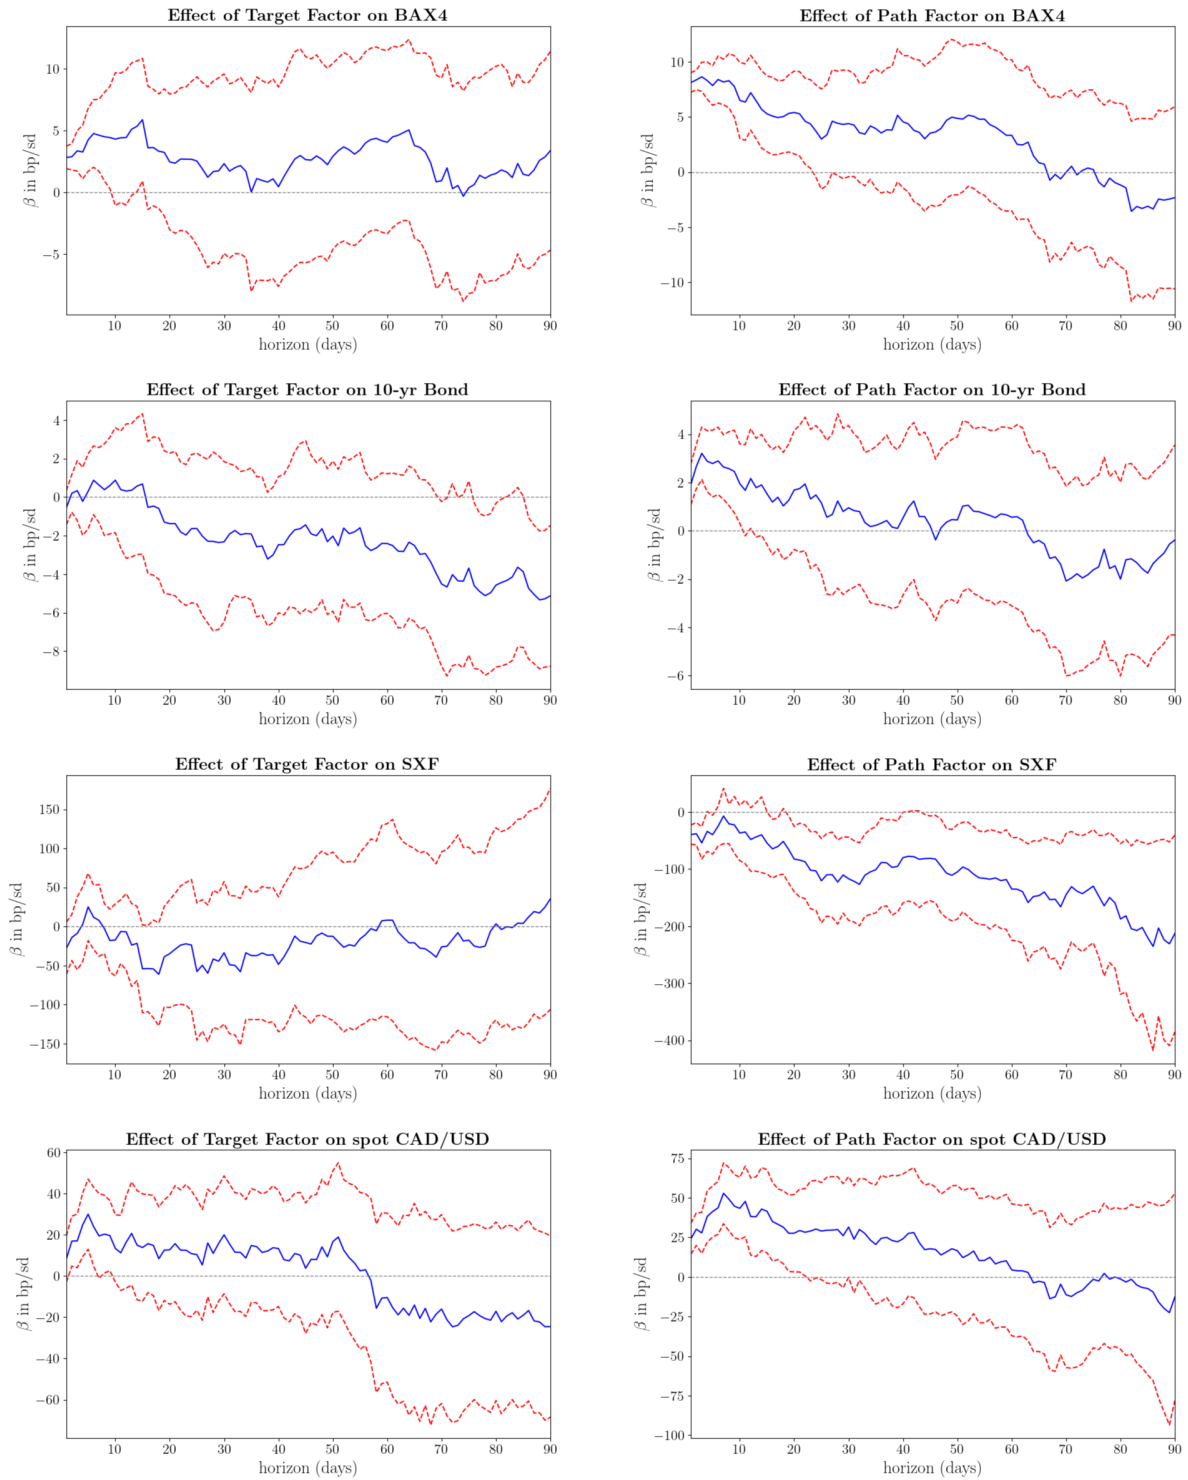 Effect of Target Factor on BAX4
β in bp/sd
10
5
0
−5
10 20 30 40 50 60 70 80 90
horizon (days)
Effect of Path Factor on BAX4
β in bp/sd
10
5
0
−5
−10
10 20 30 40 50 60 70 80 90
horizon (days)
Effect of Target Factor on 10-yr Bond
β in bp/sd
4
2
0
−2
−4
−6
−8
10 20 30 40 50 60 70 80 90
horizon (days)
Effect of Path Factor on 10-yr Bond
β in bp/sd
4
2
0
−2
−4
−6
10 20 30 40 50 60 70 80 90
horizon (days)
Effect of Target Factor on SXF
β in bp/sd
150
100
50
0
−50
−100
−150
10 20 30 40 50 60 70 80 90
horizon (days)
Effect of Path Factor on SXF
β in bp/sd
0
−100
−200
−300
−400
10 20 30 40 50 60 70 80 90
horizon (days)
Effect of Target Factor on spot CAD/USD
β in bp/sd
60
40
20
0
−20
−40
−60
10 20 30 40 50 60 70 80 90
horizon (days)
Effect of Path Factor on spot CAD/USD
β in bp/sd
75
50
25
0
−25
−50
−75
−100
10 20 30 40 50 60 70 80 90
horizon (days)